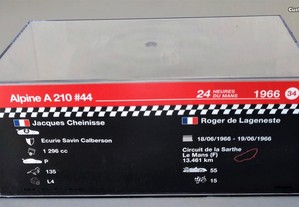 Alpine A 210 #44
24 HEURES DU MANS
1966 34
Jacques Cheinisse
Roger de Lageneste
Ecurie Savin Calberson
18/06/1966 - 19/06/1966
1 296 cc
Circuit de la Sarthe
Le Mans (F)
13.461 km
P
135
55
L4
15